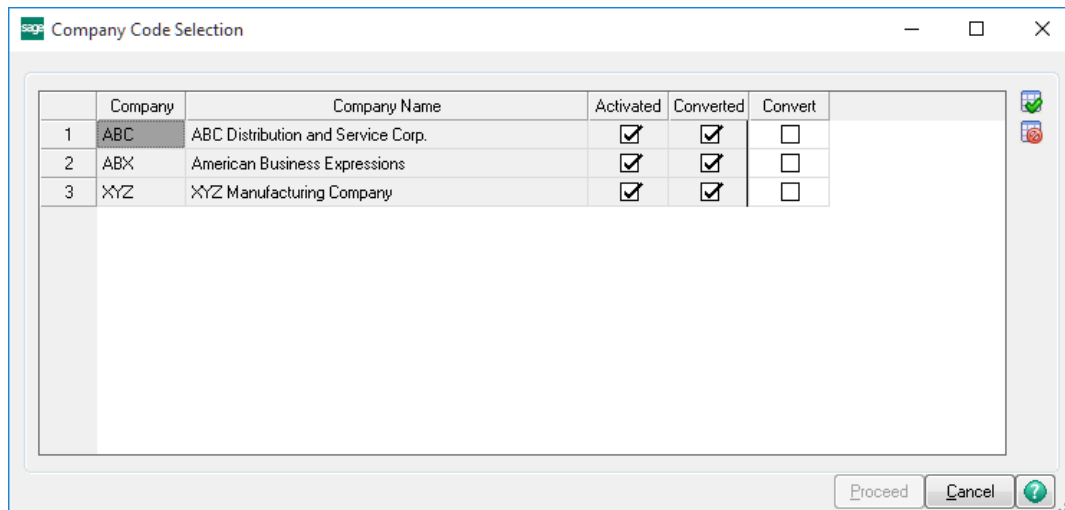 sage Company Code Selection
Company Company Name Activated Converted Convert
1 ABC ABC Distribution and Service Corp.
2 ABX American Business Expressions
3 XYZ XYZ Manufacturing Company
Proceed Cancel ?